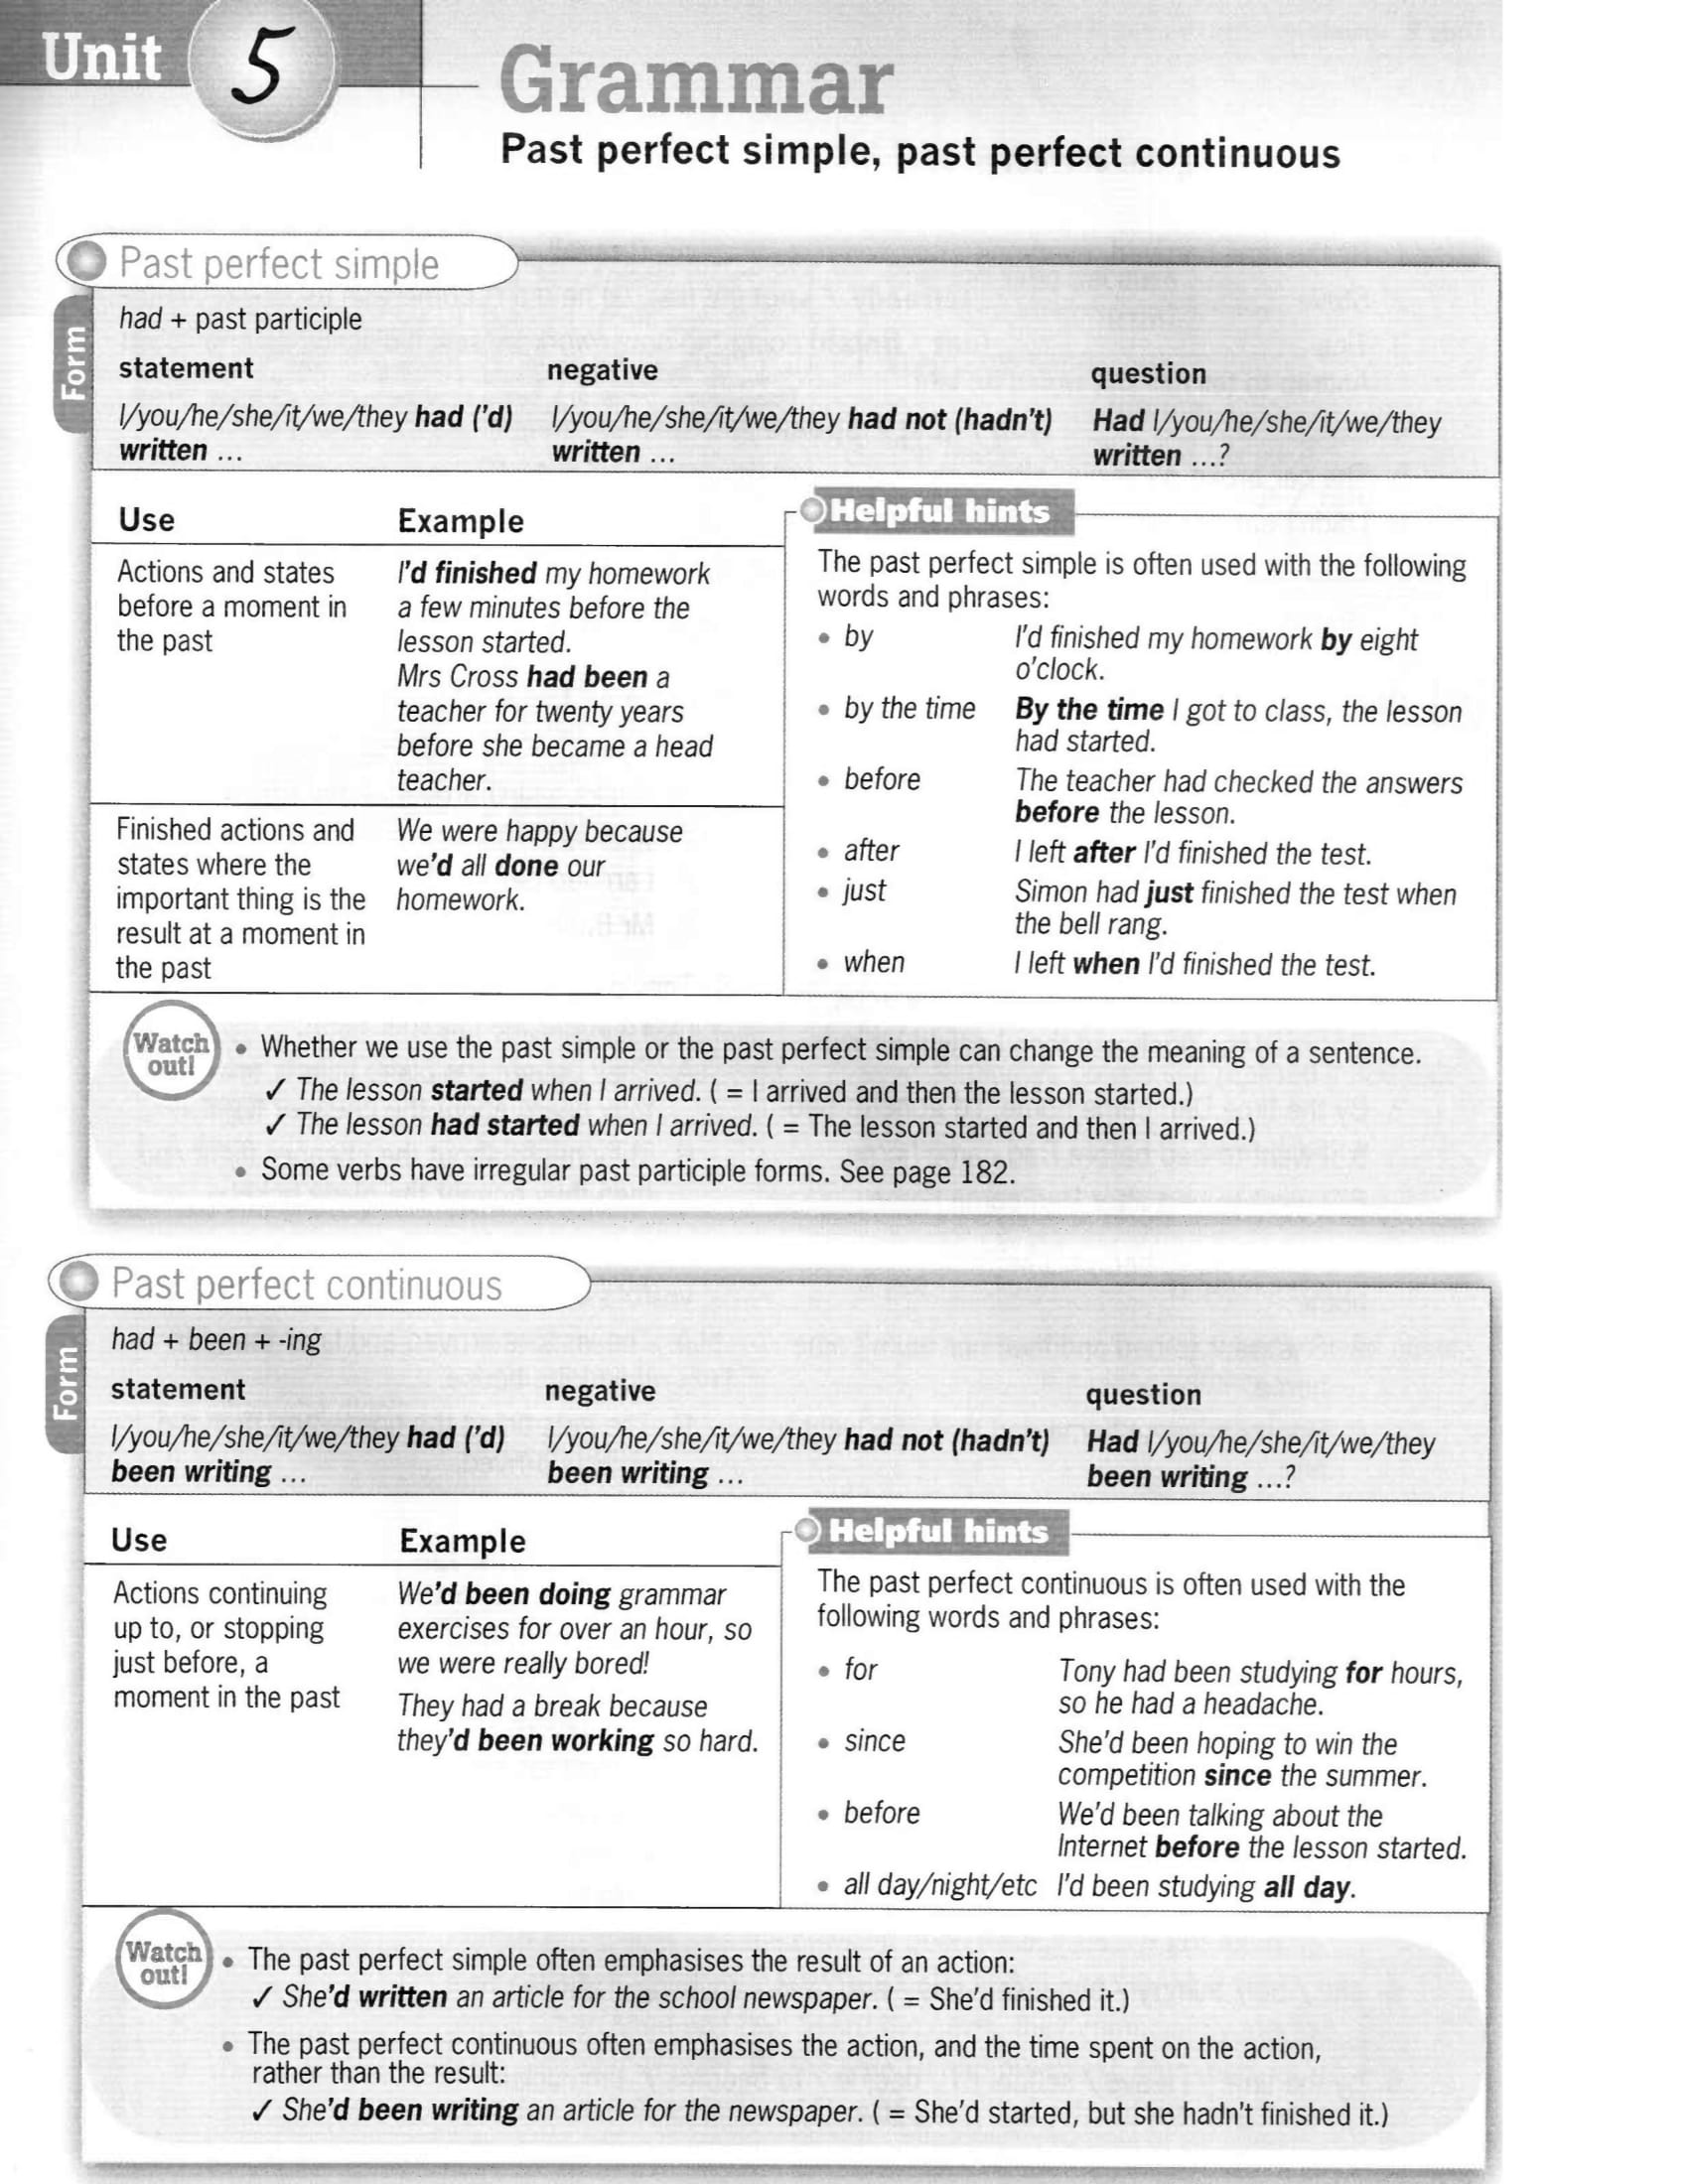 Unit 5
Grammar
Past perfect simple, past perfect continuous
Past perfect simple
Form
had + past participle
statement
negative
question
I/you/he/she/it/we/they had ('d)
written ...
I/you/he/she/it/we/they had not (hadn't)
written ...
Had I/you/he/she/it/we/they
written ...?
Use
Example
Actions and states
before a moment in
the past
I'd finished my homework
a few minutes before the
lesson started.
Mrs Cross had been a
teacher for twenty years
before she became a head
teacher.
Finished actions and
states where the
important thing is the
result at a moment in
the past
We were happy because
we'd all done our
homework.
Helpful hints
The past perfect simple is often used with the following
words and phrases:
• by I'd finished my homework by eight
o'clock.
• by the time By the time I got to class, the lesson
had started.
• before The teacher had checked the answers
before the lesson.
• after I left after I'd finished the test.
• just Simon had just finished the test when
the bell rang.
• when I left when I'd finished the test.
Watch
out!
• Whether we use the past simple or the past perfect simple can change the meaning of a sentence.
✓ The lesson started when I arrived. ( = I arrived and then the lesson started.)
✓ The lesson had started when I arrived. ( = The lesson started and then I arrived.)
• Some verbs have irregular past participle forms. See page 182.
Past perfect continuous
Form
had + been + -ing
statement
negative
question
I/you/he/she/it/we/they had ('d)
been writing ...
I/you/he/she/it/we/they had not (hadn't)
been writing ...
Had I/you/he/she/it/we/they
been writing ...?
Use
Example
Actions continuing
up to, or stopping
just before, a
moment in the past
We'd been doing grammar
exercises for over an hour, so
we were really bored!
They had a break because
they'd been working so hard.
Helpful hints
The past perfect continuous is often used with the
following words and phrases:
• for Tony had been studying for hours,
so he had a headache.
• since She'd been hoping to win the
competition since the summer.
• before We'd been talking about the
Internet before the lesson started.
• all day/night/etc I'd been studying all day.
Watch
out!
• The past perfect simple often emphasises the result of an action:
✓ She'd written an article for the school newspaper. ( = She'd finished it.)
• The past perfect continuous often emphasises the action, and the time spent on the action,
rather than the result:
✓ She'd been writing an article for the newspaper. ( = She'd started, but she hadn't finished it.)